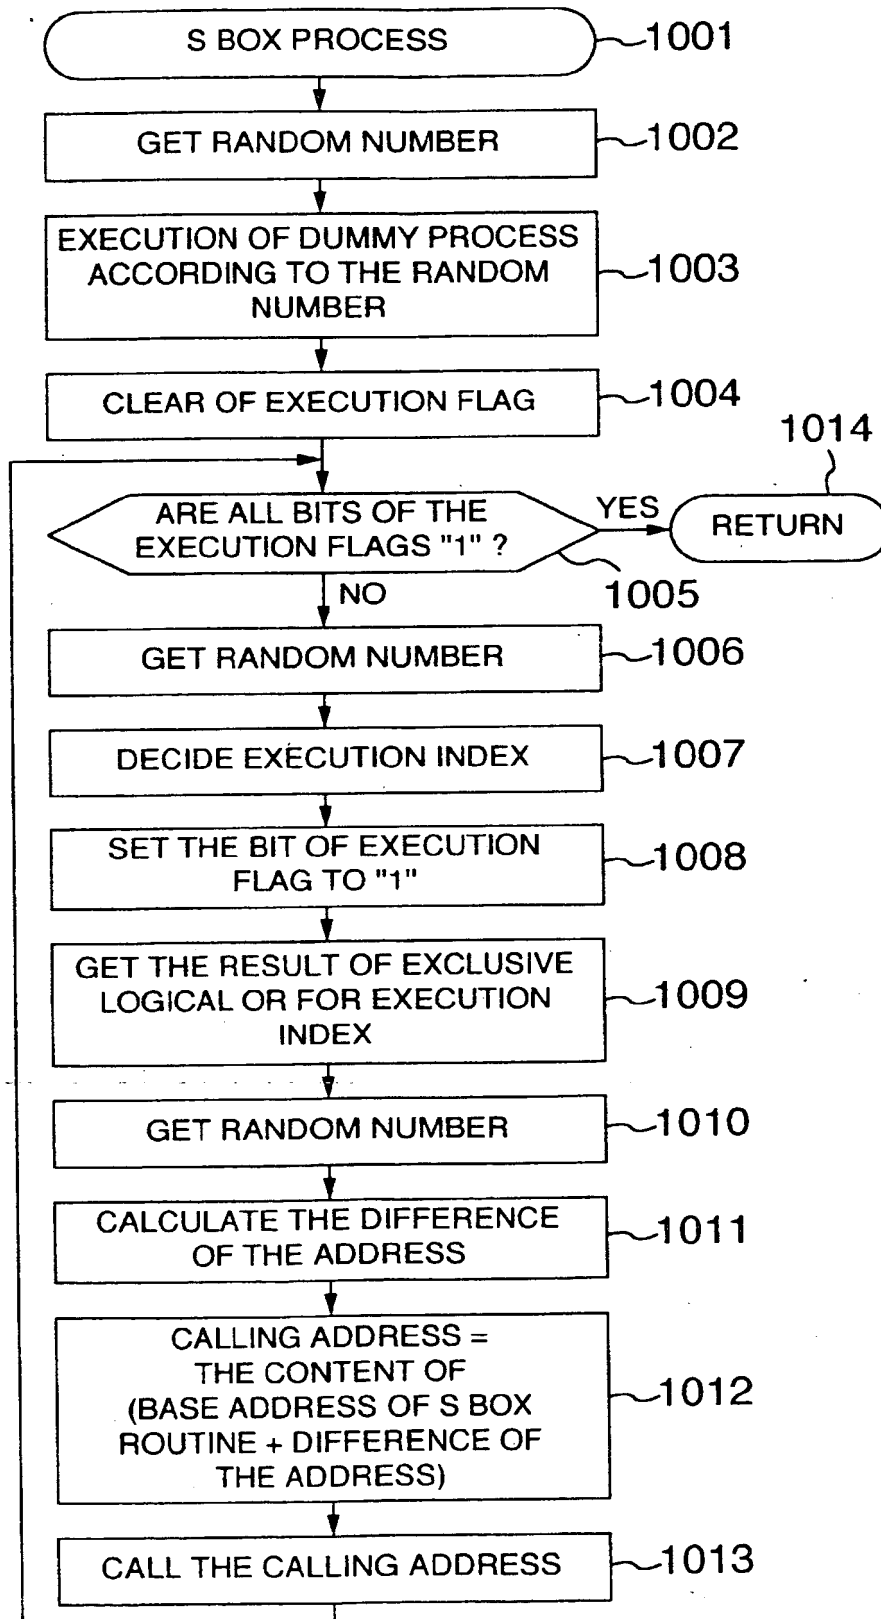 S BOX PROCESS
1001
GET RANDOM NUMBER
1002
EXECUTION OF DUMMY PROCESS
ACCORDING TO THE RANDOM
NUMBER
1003
CLEAR OF EXECUTION FLAG
1004
1014
ARE ALL BITS OF THE
EXECUTION FLAGS "1" ?
YES
RETURN
1005
NO
GET RANDOM NUMBER
1006
DECIDE EXECUTION INDEX
1007
SET THE BIT OF EXECUTION
FLAG TO "1"
1008
GET THE RESULT OF EXCLUSIVE
LOGICAL OR FOR EXECUTION
INDEX
1009
GET RANDOM NUMBER
1010
CALCULATE THE DIFFERENCE
OF THE ADDRESS
1011
CALLING ADDRESS =
THE CONTENT OF
(BASE ADDRESS OF S BOX
ROUTINE + DIFFERENCE OF
THE ADDRESS)
1012
CALL THE CALLING ADDRESS
1013